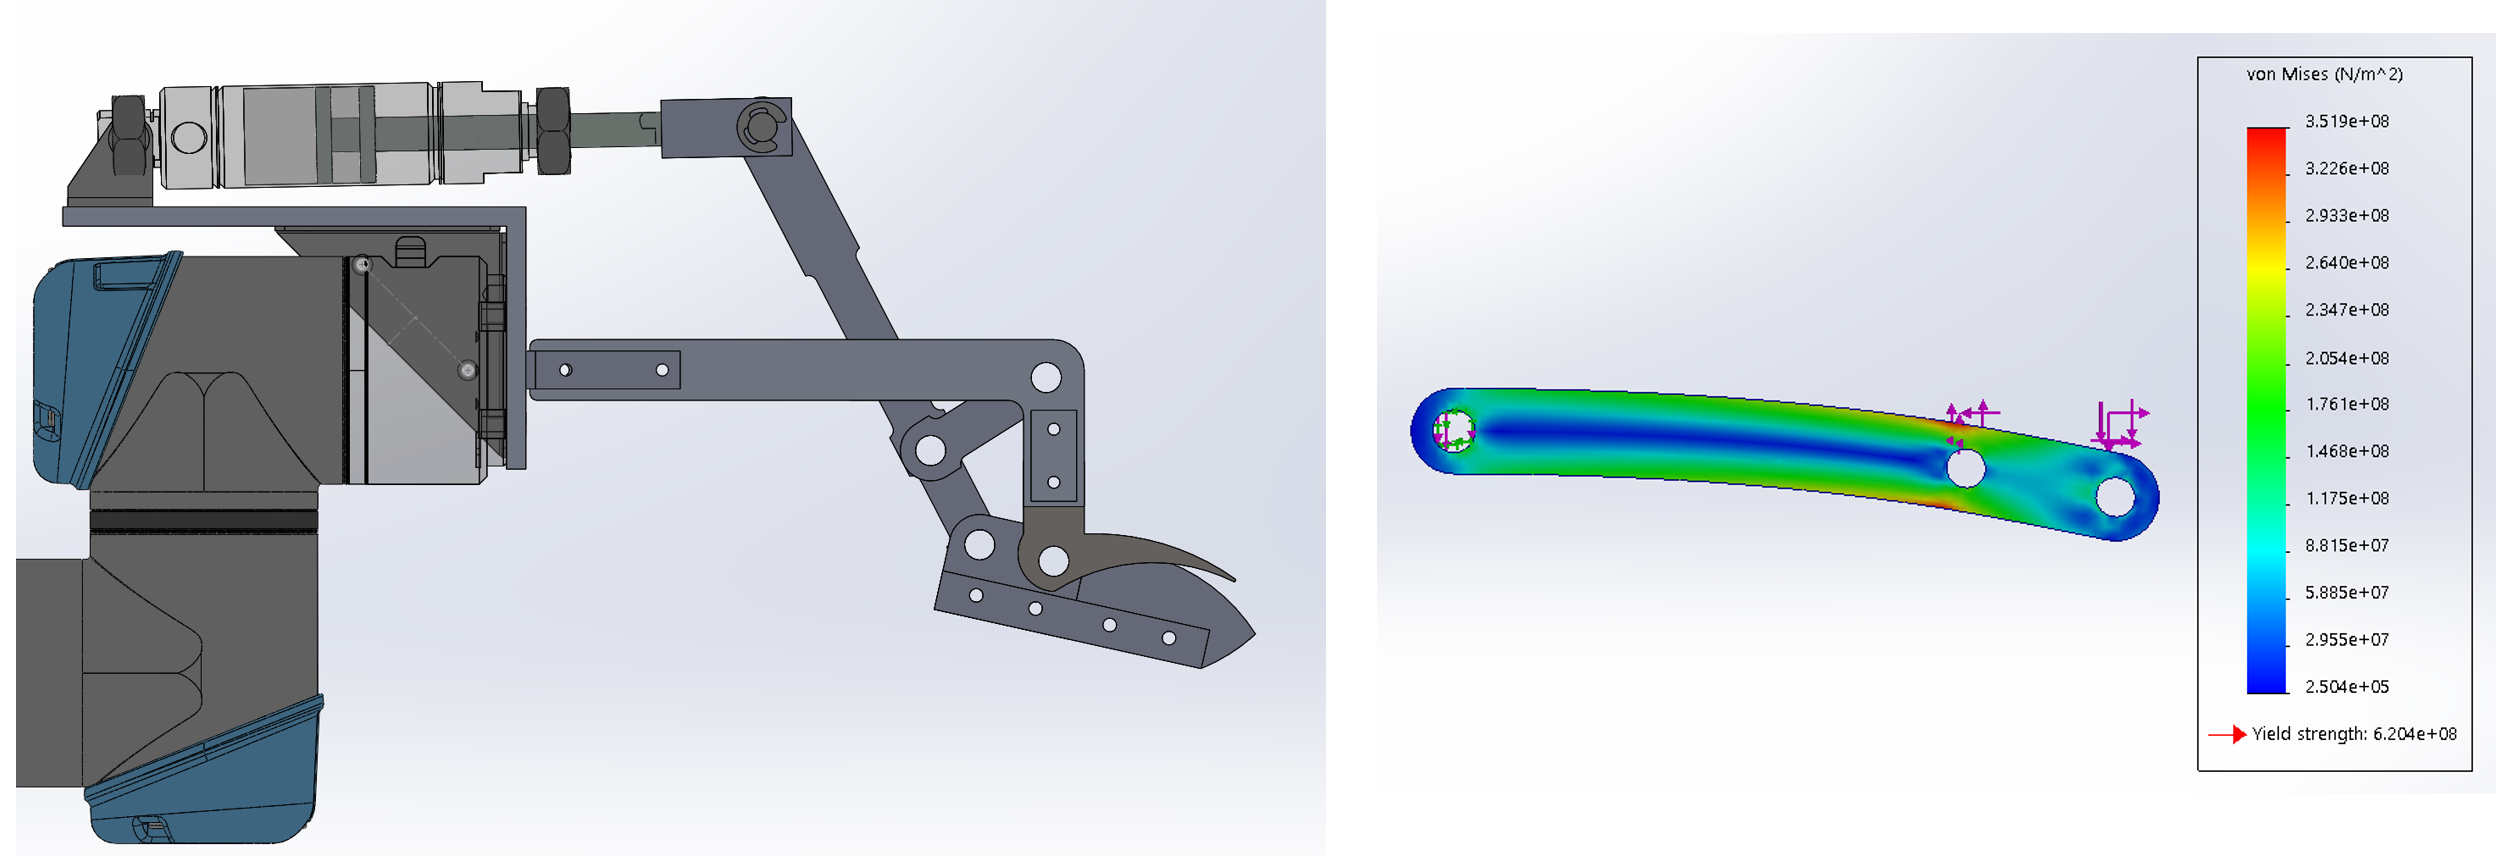 von Mises (N/m^2)
3.519e+08
3.226e+08
2.933e+08
2.640e+08
2.347e+08
2.054e+08
1.761e+08
1.468e+08
1.175e+08
8.815e+07
5.885e+07
2.955e+07
2.504e+05
Yield strength: 6.204e+08